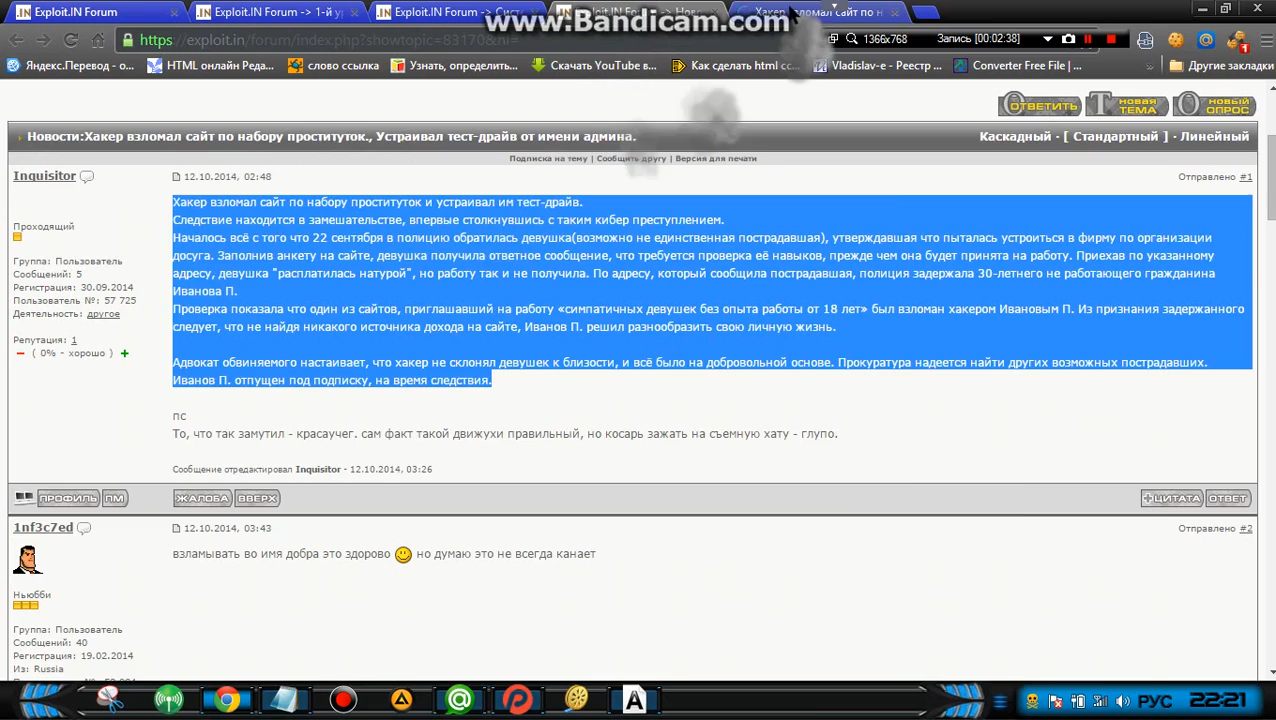 Exploit.IN Forum
Exploit.IN Forum -> 1-й ур
Exploit.IN Forum -> Сист
www.Bandicam.com
1366x768
Запись [00:02:38]
https://exploit.in/forum/index.php?showtopic=83170&hl=
Яндекс.Перевод - о...
HTML онлайн Реда...
слово ссылка
Узнать, определить...
Скачать YouTube в...
Как сделать html сс...
Vladislav-e - Реестр ...
Converter Free File | ...
Другие закладки
ОТВЕТИТЬ
НОВАЯ ТЕМА
НОВЫЙ ОПРОС
Новости:Хакер взломал сайт по набору проституток., Устраивал тест-драйв от имени админа.
Каскадный · [ Стандартный ] · Линейный
Подписка на тему | Сообщить другу | Версия для печати
Inquisitor
12.10.2014, 02:48
Отправлено #1
Проходящий
Группа: Пользователь
Сообщений: 5
Регистрация: 30.09.2014
Пользователь №: 57 725
Деятельность: другое
Репутация: 1
− ( 0% - хорошо ) +
Хакер взломал сайт по набору проституток и устраивал им тест-драйв.
Следствие находится в замешательстве, впервые столкнувшись с таким кибер преступлением.
Началось всё с того что 22 сентября в полицию обратилась девушка(возможно не единственная пострадавшая), утверждавшая что пыталась устроиться в фирму по организации
досуга. Заполнив анкету на сайте, девушка получила ответное сообщение, что требуется проверка её навыков, прежде чем она будет принята на работу. Приехав по указанному
адресу, девушка "расплатилась натурой", но работу так и не получила. По адресу, который сообщила пострадавшая, полиция задержала 30-летнего не работающего гражданина
Иванова П.
Проверка показала что один из сайтов, приглашавший на работу «симпатичных девушек без опыта работы от 18 лет» был взломан хакером Ивановым П. Из признания задержанного
следует, что не найдя никакого источника дохода на сайте, Иванов П. решил разнообразить свою личную жизнь.
Адвокат обвиняемого настаивает, что хакер не склонял девушек к близости, и всё было на добровольной основе. Прокуратура надеется найти других возможных пострадавших.
Иванов П. отпущен под подписку, на время следствия.
пс
То, что так замутил - красаучег. сам факт такой движухи правильный, но косарь зажать на съемную хату - глупо.
Сообщение отредактировал Inquisitor - 12.10.2014, 03:26
ПРОФИЛЬ
ПМ
ЖАЛОБА
ВВЕРХ
+ЦИТАТА
ОТВЕТ
1nf3c7ed
12.10.2014, 03:43
Отправлено #2
взламывать во имя добра это здорово но думаю это не всегда канает
Ньюбби
Группа: Пользователь
Сообщений: 40
Регистрация: 19.02.2014
Из: Russia
РУС
22:21